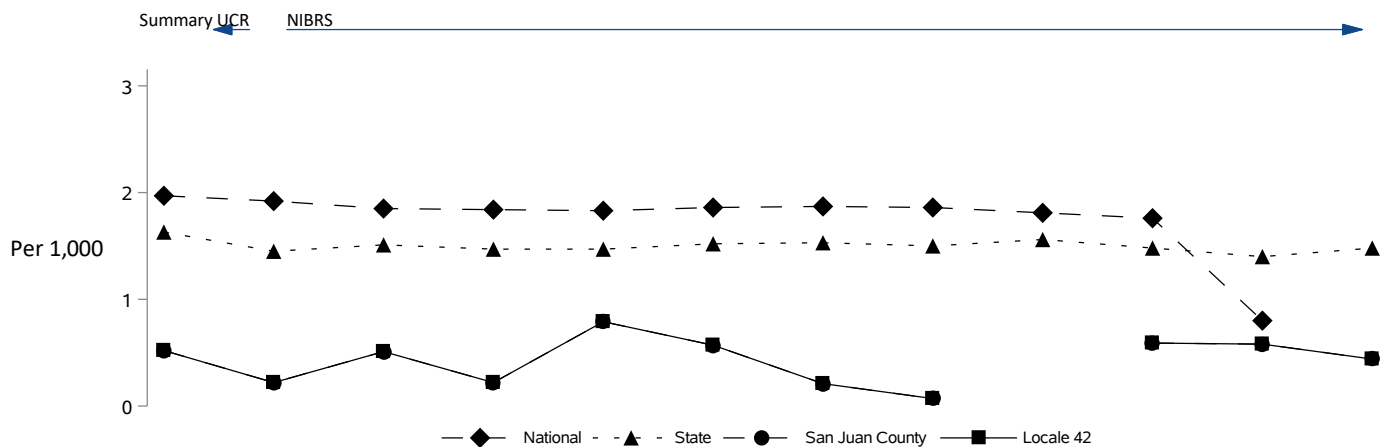 Summary UCR NIBRS
3
2
Per 1,000
1
0
National State San Juan County Locale 42